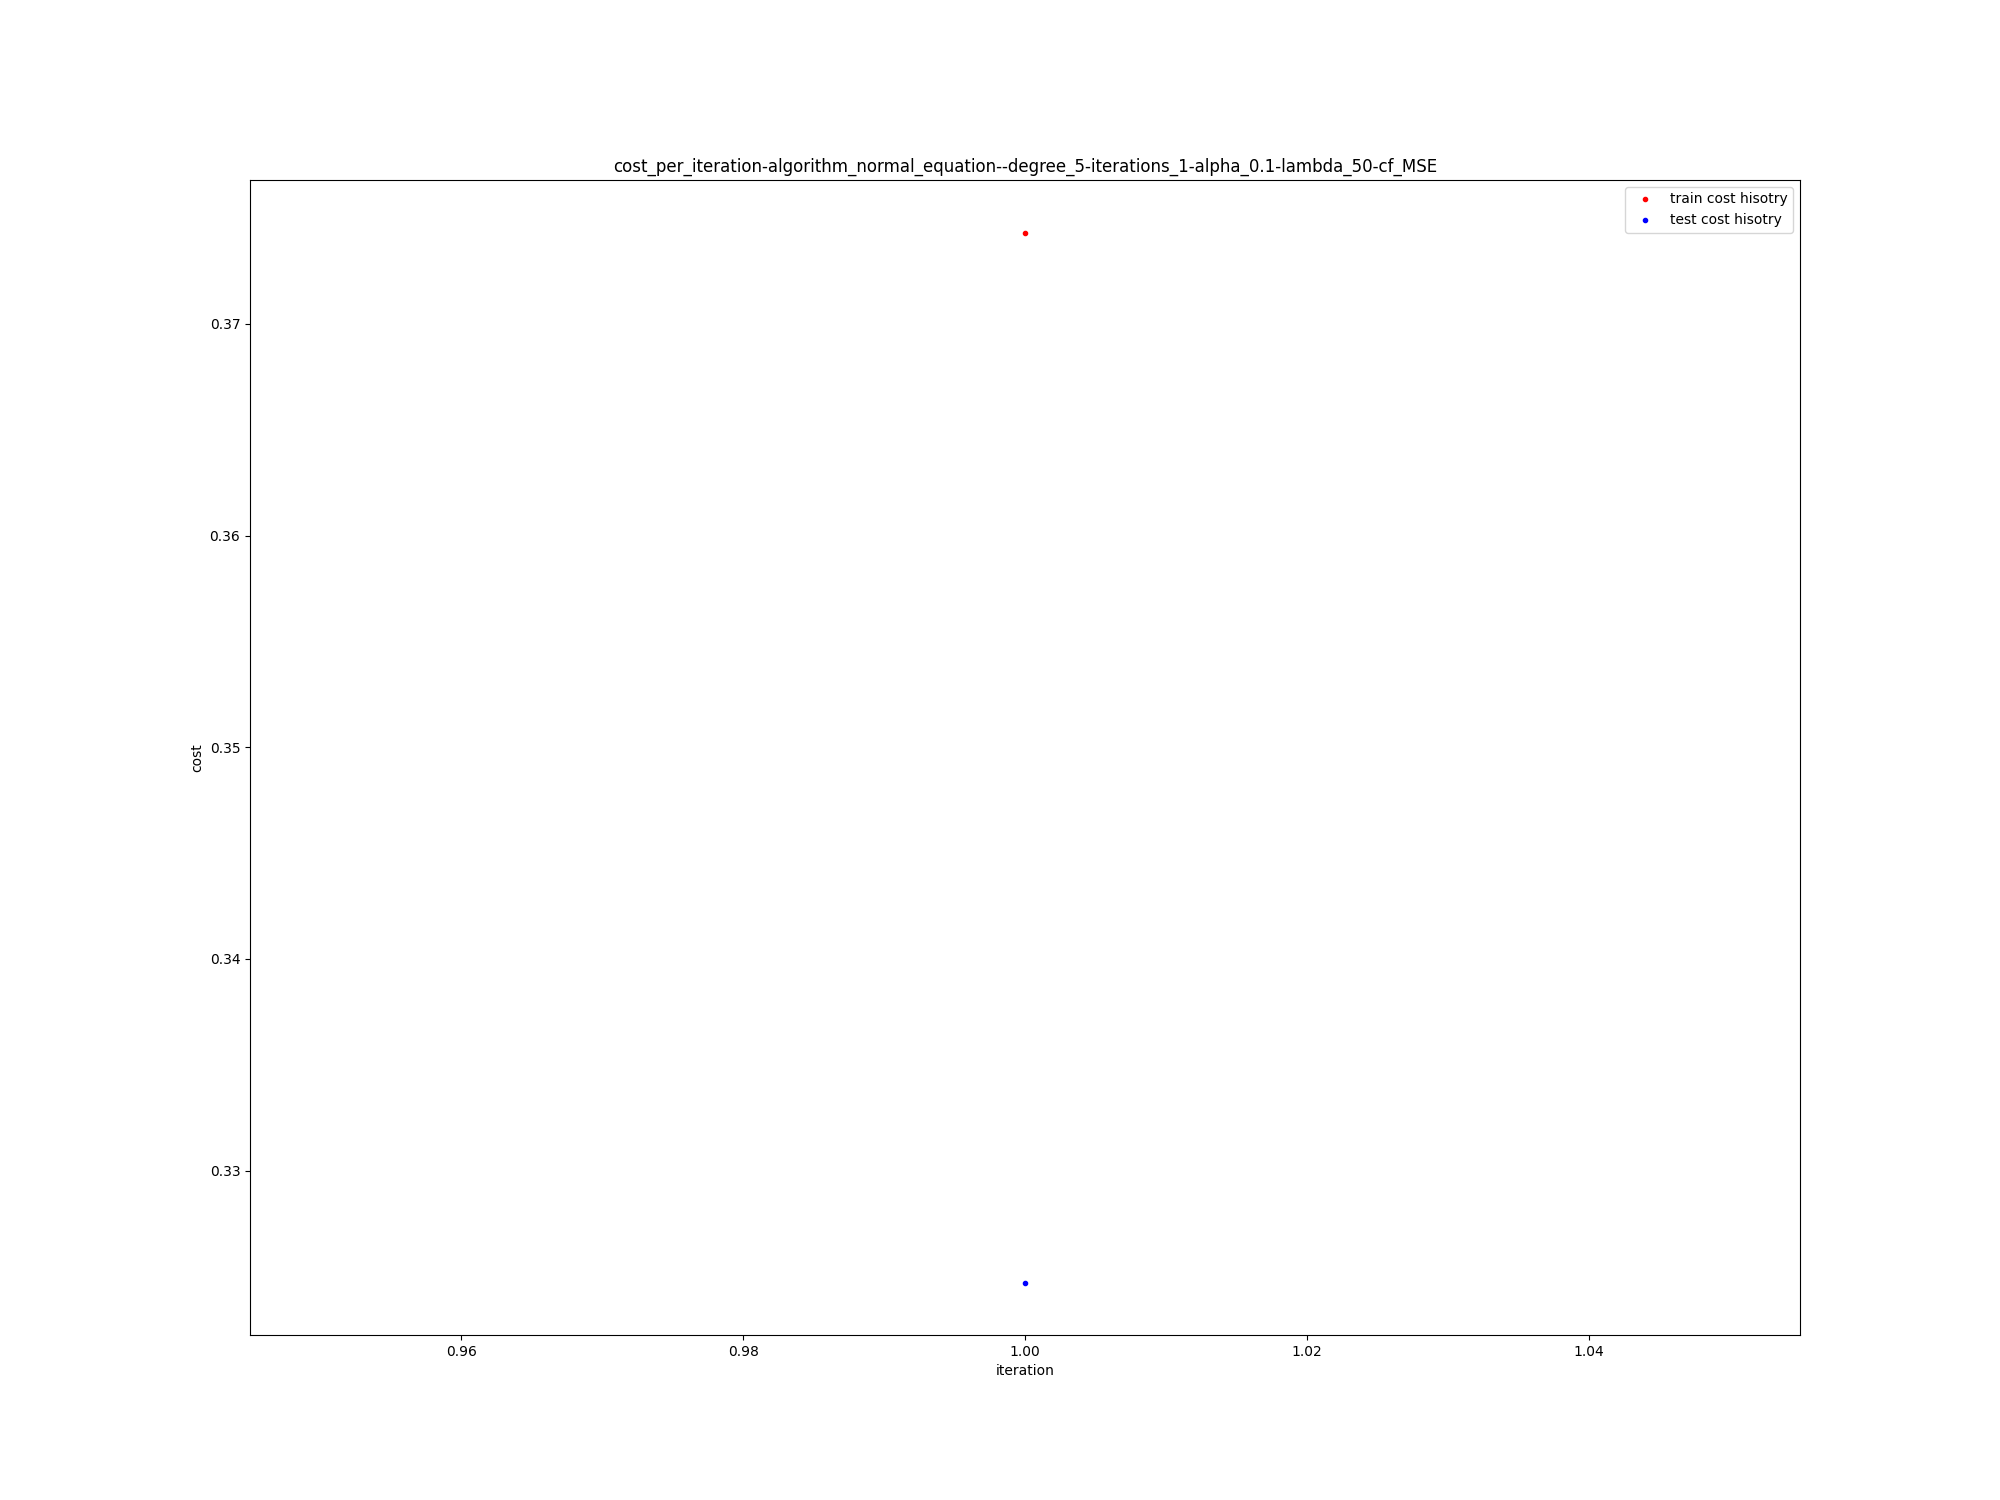 cost_per_iteration-algorithm_normal_equation--degree_5-iterations_1-alpha_0.1-lambda_50-cf_MSE
train cost hisotry
test cost hisotry
0.37
0.36
0.35
0.34
0.33
cost
0.96
0.98
1.00
1.02
1.04
iteration